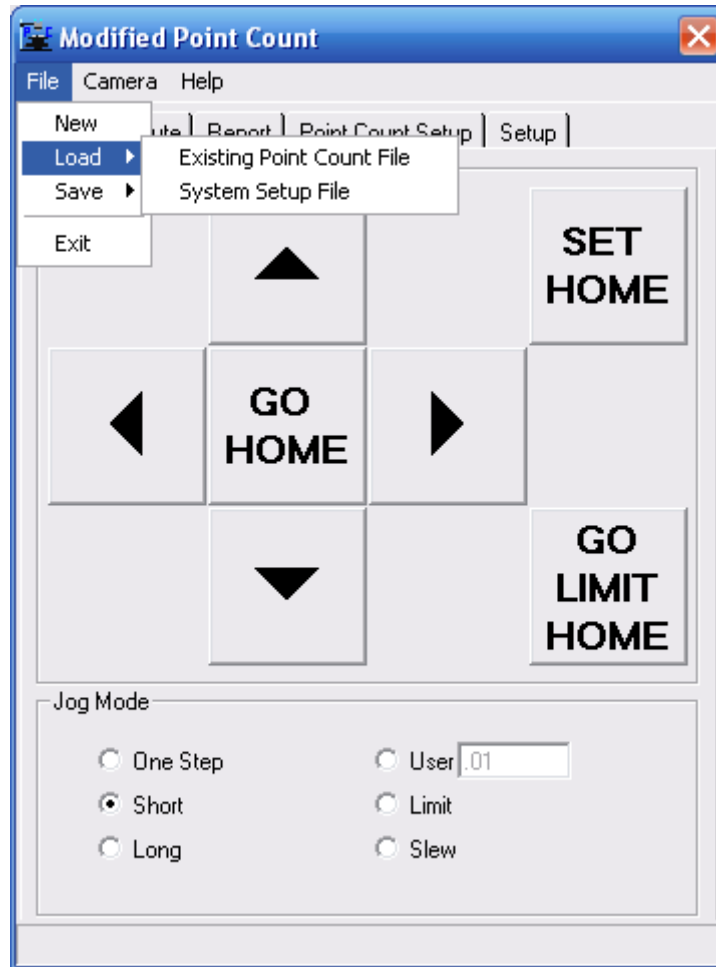 Modified Point Count
File Camera Help
New
Report Point Count Setup Setup
Load Existing Point Count File
Save System Setup File
Exit
SET
HOME
GO
HOME
GO
LIMIT
HOME
Jog Mode
One Step User .01
Short Limit
Long Slew